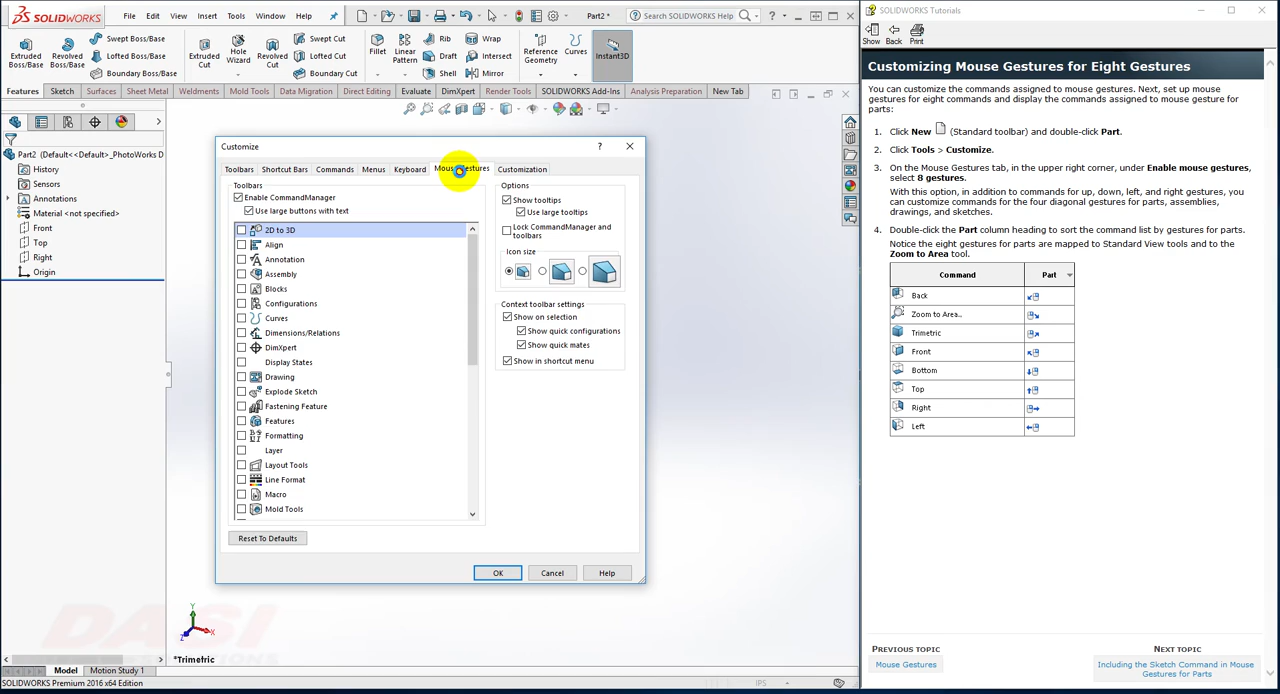 SOLIDWORKS
File Edit View Insert Tools Window Help
Part2 *
Search SOLIDWORKS Help
Extruded Boss/Base
Revolved Boss/Base
Swept Boss/Base
Lofted Boss/Base
Boundary Boss/Base
Extruded Cut
Hole Wizard
Revolved Cut
Swept Cut
Lofted Cut
Boundary Cut
Fillet
Linear Pattern
Rib
Draft
Shell
Wrap
Intersect
Mirror
Reference Geometry
Curves
Instant3D
Features Sketch Surfaces Sheet Metal Weldments Mold Tools Data Migration Direct Editing Evaluate DimXpert Render Tools SOLIDWORKS Add-Ins Analysis Preparation New Tab
Part2 (Default<<Default>_PhotoWorks D
History
Sensors
Annotations
Material <not specified>
Front
Top
Right
Origin
Customize
Toolbars Shortcut Bars Commands Menus Keyboard Mouse Gestures Customization
Toolbars
Enable CommandManager
Use large buttons with text
2D to 3D
Align
Annotation
Assembly
Blocks
Configurations
Curves
Dimensions/Relations
DimXpert
Display States
Drawing
Explode Sketch
Fastening Feature
Features
Formatting
Layer
Layout Tools
Line Format
Macro
Mold Tools
Reset To Defaults
Options
Show tooltips
Use large tooltips
Lock CommandManager and
toolbars
Icon size
Context toolbar settings
Show on selection
Show quick configurations
Show quick mates
Show in shortcut menu
OK Cancel Help
Y
X
Z
DASI
*Trimetric
Model Motion Study 1
SOLIDWORKS Premium 2016 x64 Edition
IPS
SOLIDWORKS Tutorials
Show Back Print
Customizing Mouse Gestures for Eight Gestures
You can customize the commands assigned to mouse gestures. Next, set up mouse
gestures for eight commands and display the commands assigned to mouse gesture for
parts:
1. Click New (Standard toolbar) and double-click Part.
2. Click Tools > Customize.
3. On the Mouse Gestures tab, in the upper right corner, under Enable mouse gestures,
select 8 gestures.
With this option, in addition to commands for up, down, left, and right gestures, you
can customize commands for the four diagonal gestures for parts, assemblies,
drawings, and sketches.
4. Double-click the Part column heading to sort the command list by gestures for parts.
Notice the eight gestures for parts are mapped to Standard View tools and to the
Zoom to Area tool.
Command Part
Back
Zoom to Area..
Trimetric
Front
Bottom
Top
Right
Left
PREVIOUS TOPIC
Mouse Gestures
NEXT TOPIC
Including the Sketch Command in Mouse
Gestures for Parts